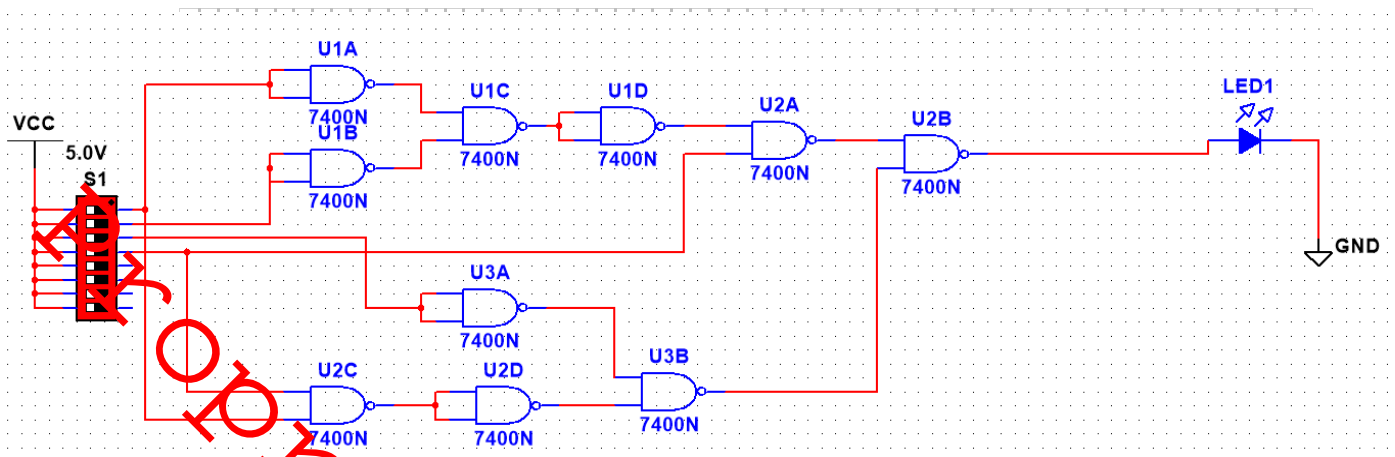 U1A
7400N
U1B
7400N
U1C
7400N
U1D
7400N
U2A
7400N
U2B
7400N
LED1
VCC
5.0V
S1
GND
U3A
7400N
U3B
7400N
U2C
7400N
U2D
7400N